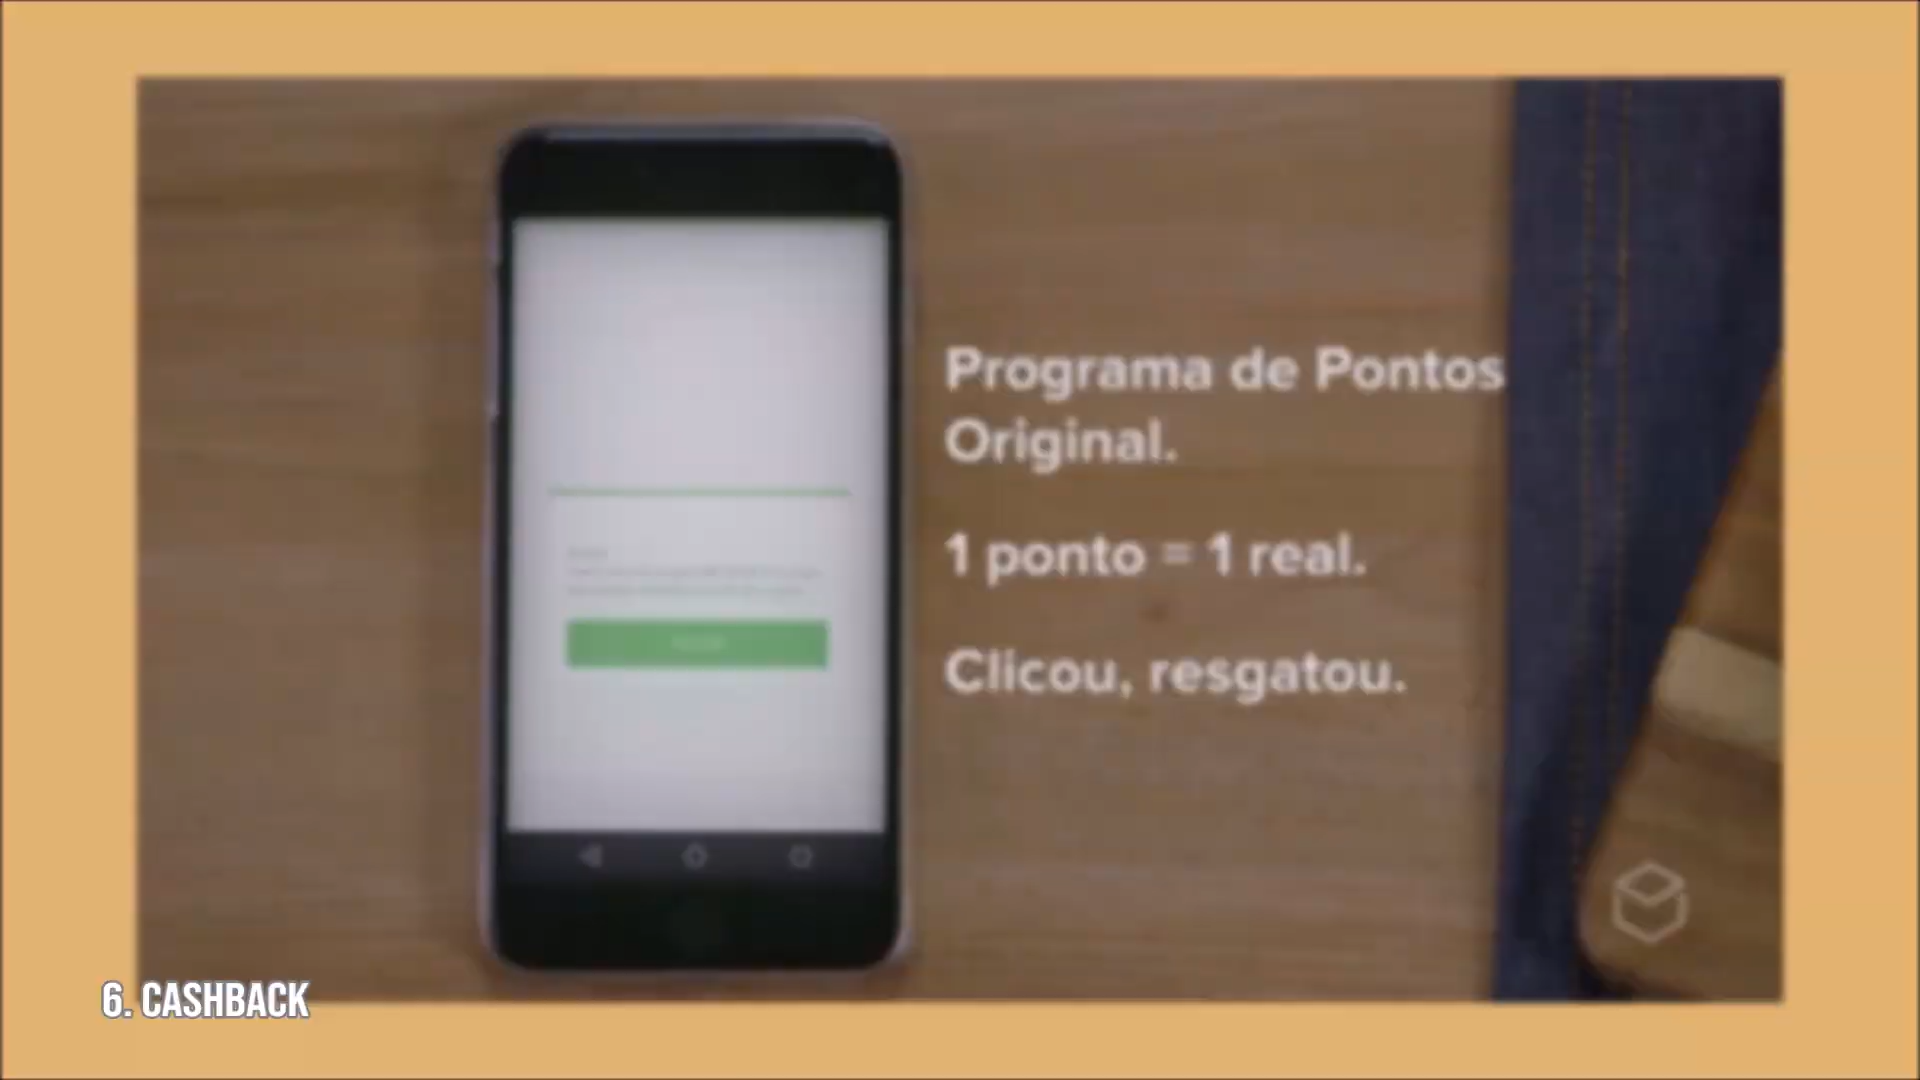 Programa de Pontos
Original.
1 ponto = 1 real.
Clicou, resgatou.
6. CASHBACK